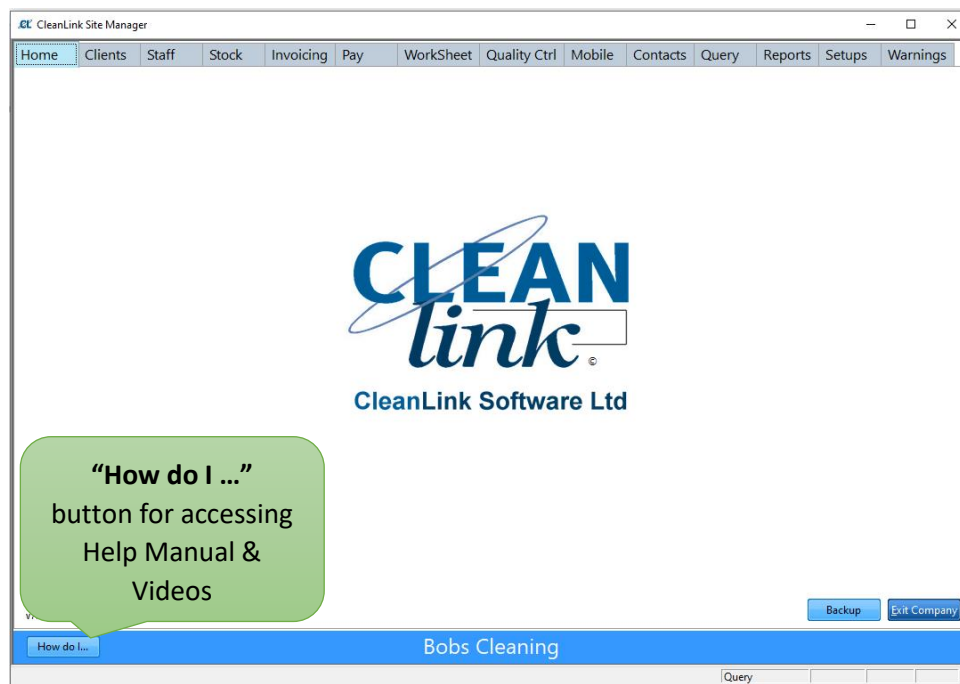 CL CleanLink Site Manager
Home Clients Staff Stock Invoicing Pay WorkSheet Quality Ctrl Mobile Contacts Query Reports Setups Warnings
CLEAN
link ©
CleanLink Software Ltd
“How do I …”
button for accessing
Help Manual &
Videos
Backup Exit Company
How do I... Bobs Cleaning
Query